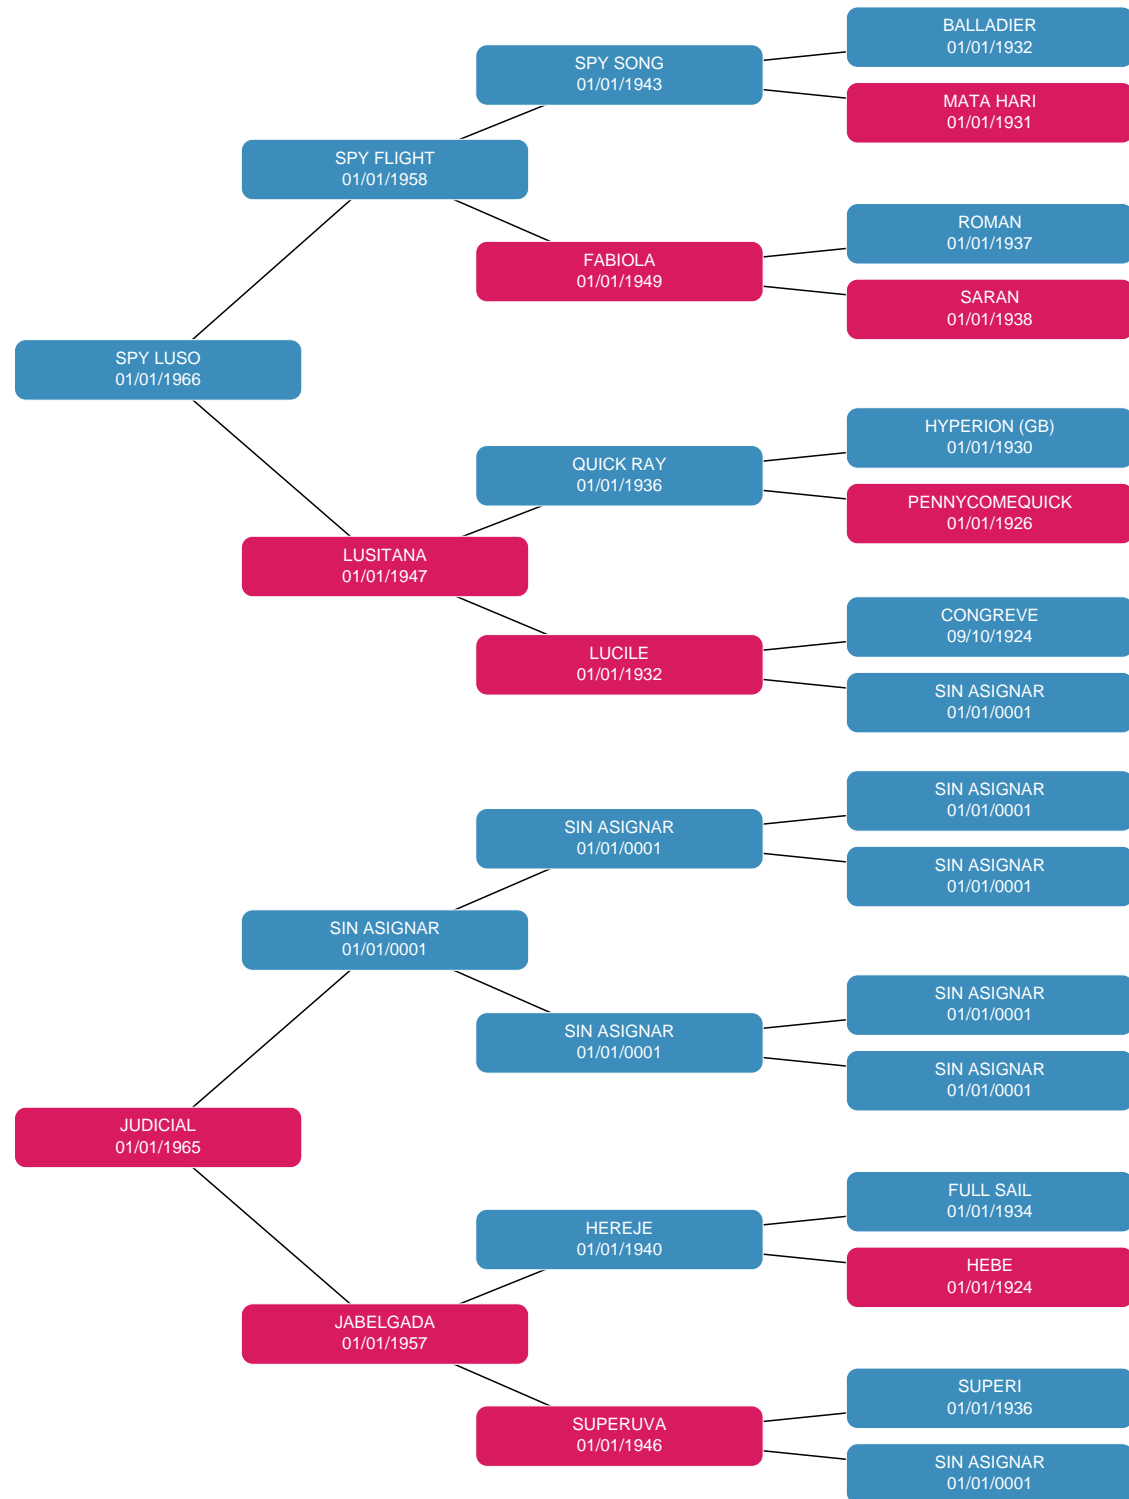 BALLADIER
01/01/1932
SPY SONG
01/01/1943
MATA HARI
01/01/1931
SPY FLIGHT
01/01/1958
ROMAN
01/01/1937
FABIOLA
01/01/1949
SARAN
01/01/1938
SPY LUSO
01/01/1966
HYPERION (GB)
01/01/1930
QUICK RAY
01/01/1936
PENNYCOMEQUICK
01/01/1926
LUSITANA
01/01/1947
CONGREVE
09/10/1924
LUCILE
01/01/1932
SIN ASIGNAR
01/01/0001
SIN ASIGNAR
01/01/0001
SIN ASIGNAR
01/01/0001
SIN ASIGNAR
01/01/0001
SIN ASIGNAR
01/01/0001
SIN ASIGNAR
01/01/0001
SIN ASIGNAR
01/01/0001
SIN ASIGNAR
01/01/0001
JUDICIAL
01/01/1965
FULL SAIL
01/01/1934
HEREJE
01/01/1940
HEBE
01/01/1924
JABELGADA
01/01/1957
SUPERI
01/01/1936
SUPERUVA
01/01/1946
SIN ASIGNAR
01/01/0001